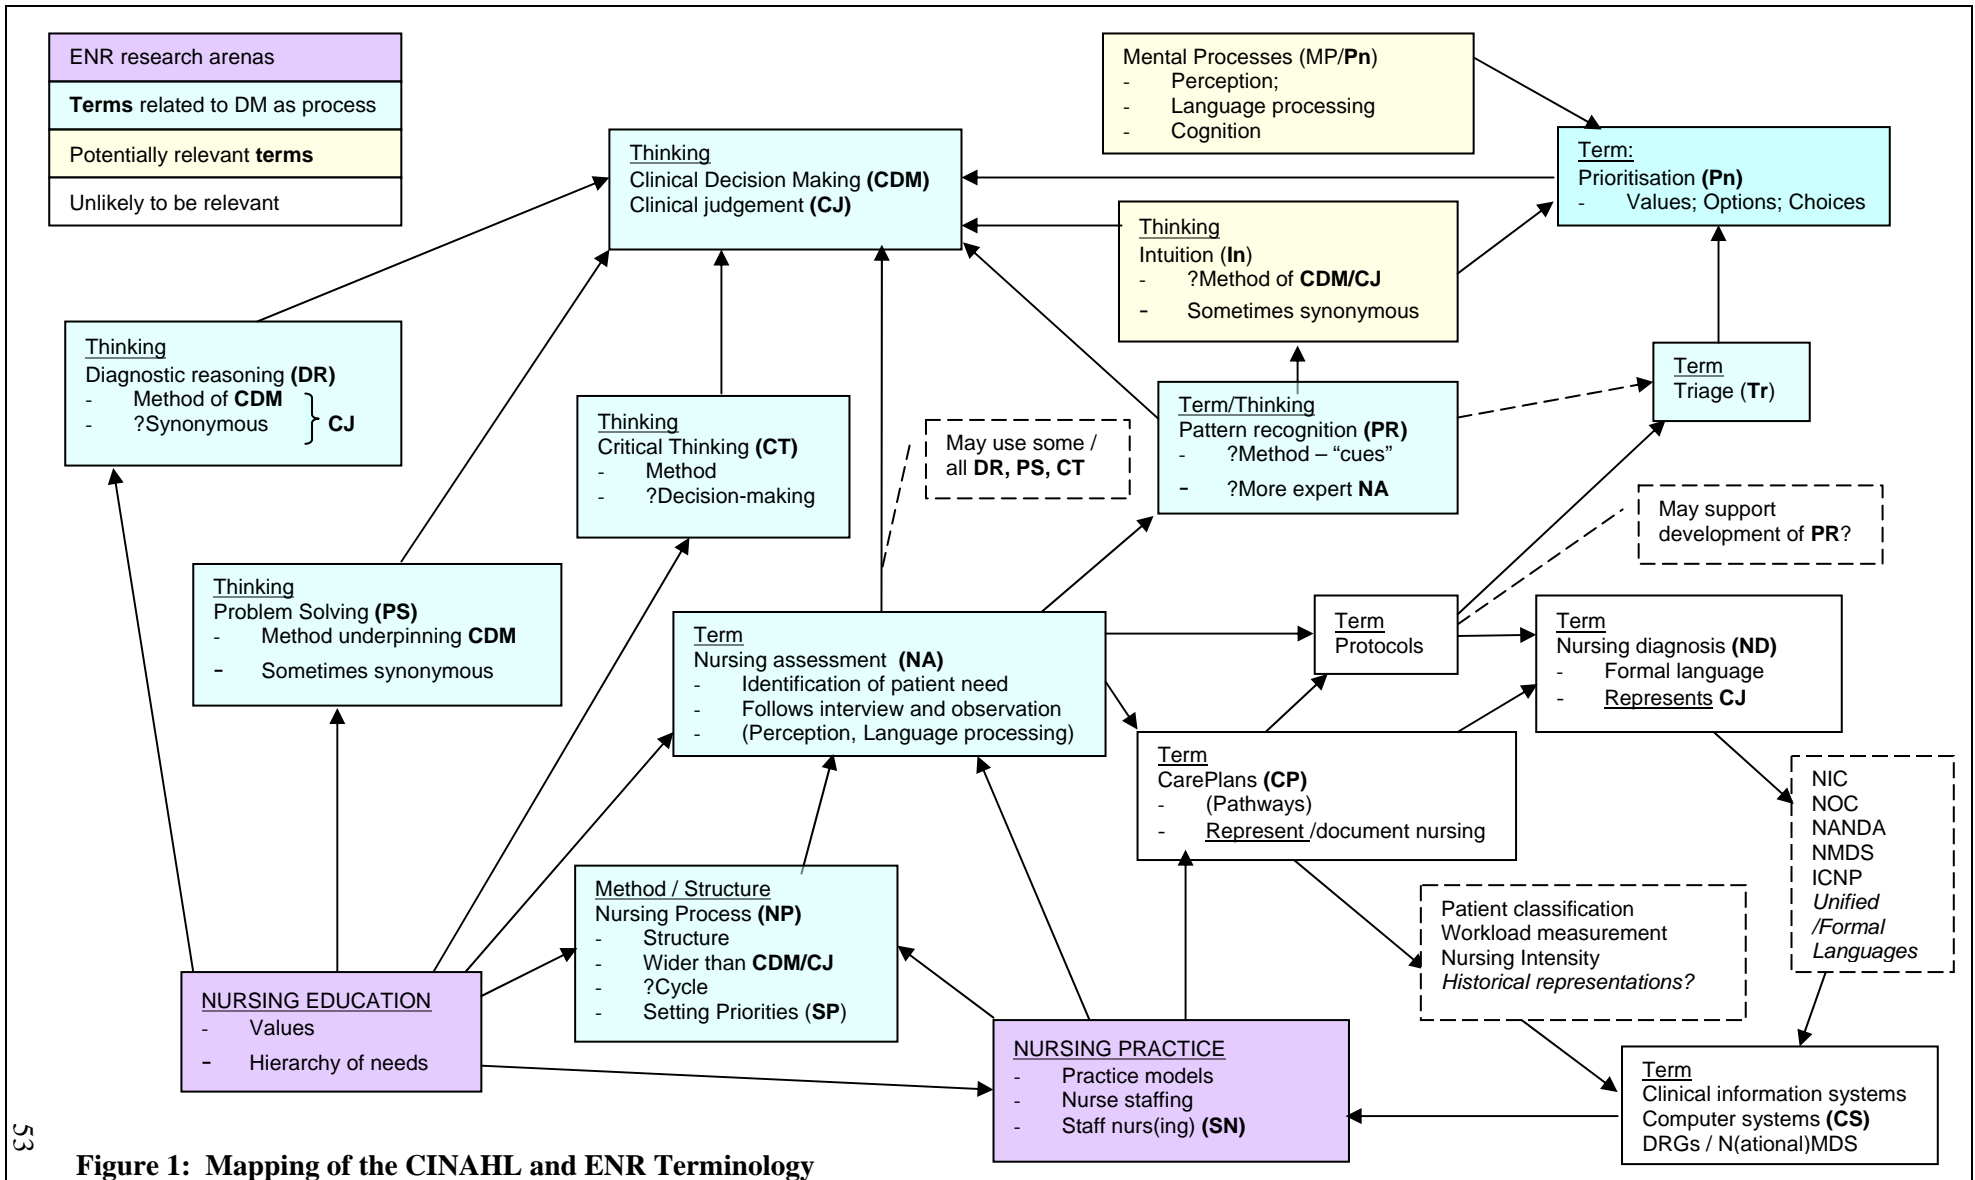 ENR research arenas
Terms related to DM as process
Potentially relevant terms
Unlikely to be relevant
Mental Processes (MP/Pn)
- Perception;
- Language processing
- Cognition
Thinking
Clinical Decision Making (CDM)
Clinical judgement (CJ)
Term:
Prioritisation (Pn)
- Values; Options; Choices
Thinking
Intuition (In)
- ?Method of CDM/CJ
- Sometimes synonymous
Thinking
Diagnostic reasoning (DR)
- Method of CDM
- ?Synonymous
CJ
Thinking
Critical Thinking (CT)
- Method
- ?Decision-making
May use some /
all DR, PS, CT
Term/Thinking
Pattern recognition (PR)
- ?Method – “cues”
- ?More expert NA
Term
Triage (Tr)
May support
development of PR?
Thinking
Problem Solving (PS)
- Method underpinning CDM
- Sometimes synonymous
Term
Nursing assessment (NA)
- Identification of patient need
- Follows interview and observation
- (Perception, Language processing)
Term
Protocols
Term
Nursing diagnosis (ND)
- Formal language
- Represents CJ
Term
CarePlans (CP)
- (Pathways)
- Represent /document nursing
NIC
NOC
NANDA
NMDS
ICNP
Unified
/Formal
Languages
Method / Structure
Nursing Process (NP)
- Structure
- Wider than CDM/CJ
- ?Cycle
- Setting Priorities (SP)
Patient classification
Workload measurement
Nursing Intensity
Historical representations?
NURSING EDUCATION
- Values
- Hierarchy of needs
NURSING PRACTICE
- Practice models
- Nurse staffing
- Staff nurs(ing) (SN)
Term
Clinical information systems
Computer systems (CS)
DRGs / N(ational)MDS
53
Figure 1: Mapping of the CINAHL and ENR Terminology